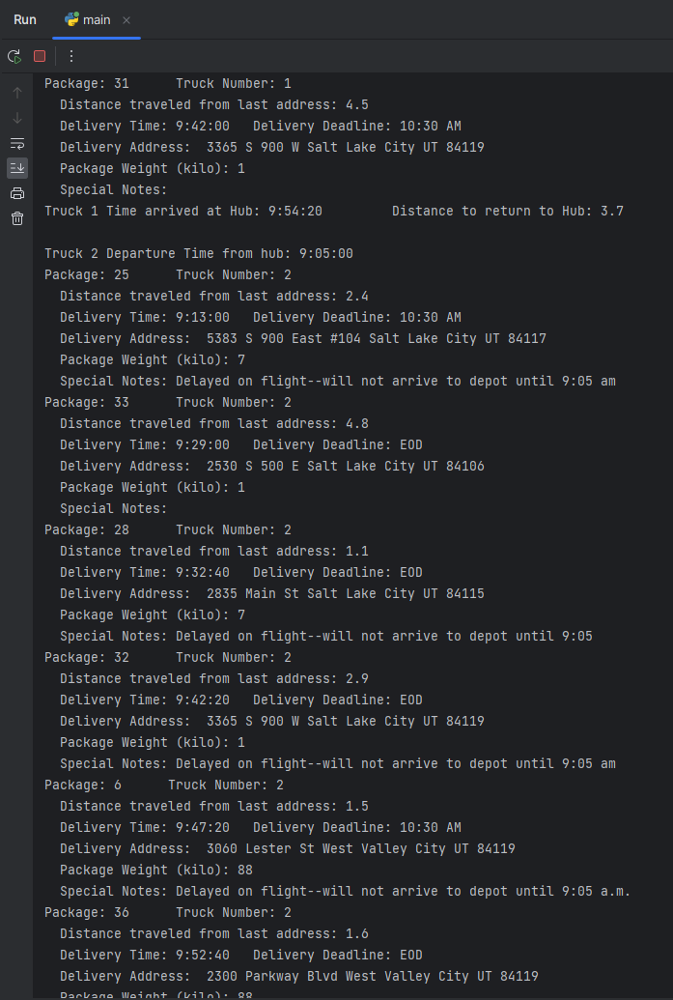 Run main
Package: 31      Truck Number: 1
  Distance traveled from last address: 4.5
  Delivery Time: 9:42:00   Delivery Deadline: 10:30 AM
  Delivery Address:  3365 S 900 W Salt Lake City UT 84119
  Package Weight (kilo): 1
  Special Notes:
Truck 1 Time arrived at Hub: 9:54:20         Distance to return to Hub: 3.7

Truck 2 Departure Time from hub: 9:05:00
Package: 25      Truck Number: 2
  Distance traveled from last address: 2.4
  Delivery Time: 9:13:00   Delivery Deadline: 10:30 AM
  Delivery Address:  5383 S 900 East #104 Salt Lake City UT 84117
  Package Weight (kilo): 7
  Special Notes: Delayed on flight--will not arrive to depot until 9:05 am
Package: 33      Truck Number: 2
  Distance traveled from last address: 4.8
  Delivery Time: 9:29:00   Delivery Deadline: EOD
  Delivery Address:  2530 S 500 E Salt Lake City UT 84106
  Package Weight (kilo): 1
  Special Notes:
Package: 28      Truck Number: 2
  Distance traveled from last address: 1.1
  Delivery Time: 9:32:40   Delivery Deadline: EOD
  Delivery Address:  2835 Main St Salt Lake City UT 84115
  Package Weight (kilo): 7
  Special Notes: Delayed on flight--will not arrive to depot until 9:05
Package: 32      Truck Number: 2
  Distance traveled from last address: 2.9
  Delivery Time: 9:42:20   Delivery Deadline: EOD
  Delivery Address:  3365 S 900 W Salt Lake City UT 84119
  Package Weight (kilo): 1
  Special Notes: Delayed on flight--will not arrive to depot until 9:05 am
Package: 6      Truck Number: 2
  Distance traveled from last address: 1.5
  Delivery Time: 9:47:20   Delivery Deadline: 10:30 AM
  Delivery Address:  3060 Lester St West Valley City UT 84119
  Package Weight (kilo): 88
  Special Notes: Delayed on flight--will not arrive to depot until 9:05 a.m.
Package: 36      Truck Number: 2
  Distance traveled from last address: 1.6
  Delivery Time: 9:52:40   Delivery Deadline: EOD
  Delivery Address:  2300 Parkway Blvd West Valley City UT 84119
  Package Weight (kilo): 88